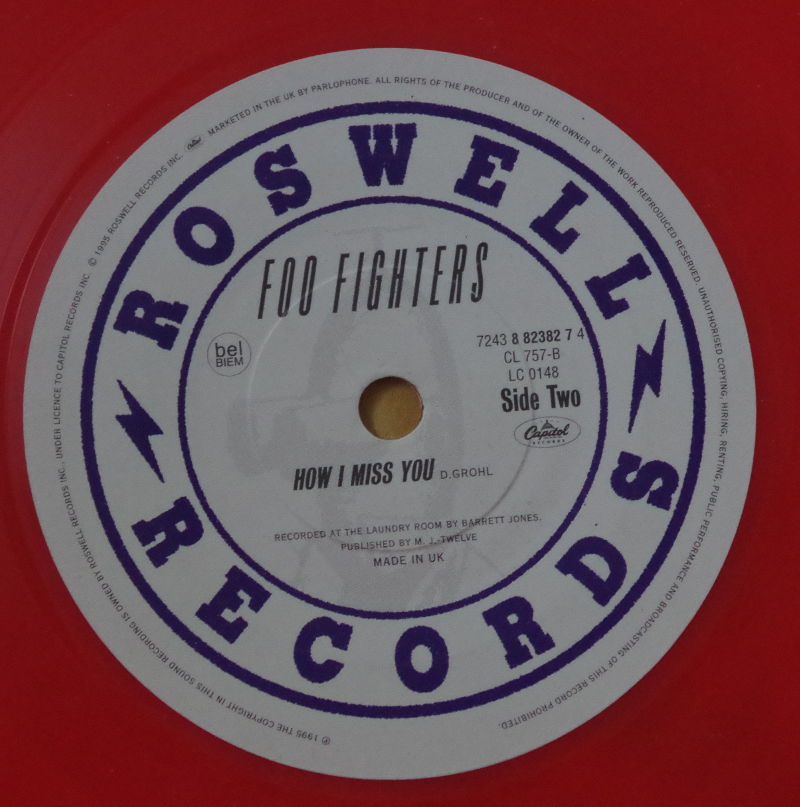 MARKETED IN THE UK BY PARLOPHONE. ALL RIGHTS OF THE PRODUCER AND OF THE OWNER OF THE WORK REPRODUCED RESERVED. UNAUTHORISED COPYING, HIRING, RENTING, PUBLIC PERFORMANCE AND BROADCASTING OF THIS RECORD PROHIBITED.
℗ 1995 THE COPYRIGHT IN THIS SOUND RECORDING IS OWNED BY ROSWELL RECORDS INC., UNDER LICENCE TO CAPITOL RECORDS INC. © 1995 ROSWELL RECORDS INC.
Capitol
ROSWELL
RECORDS
FOO FIGHTERS
bel
BIEM
7243 8 82382 7 4
CL 757-B
LC 0148
Side Two
Capitol
RECORDS
HOW I MISS YOU D.GROHL
RECORDED AT THE LAUNDRY ROOM BY BARRETT JONES.
PUBLISHED BY M. J.-TWELVE
MADE IN UK